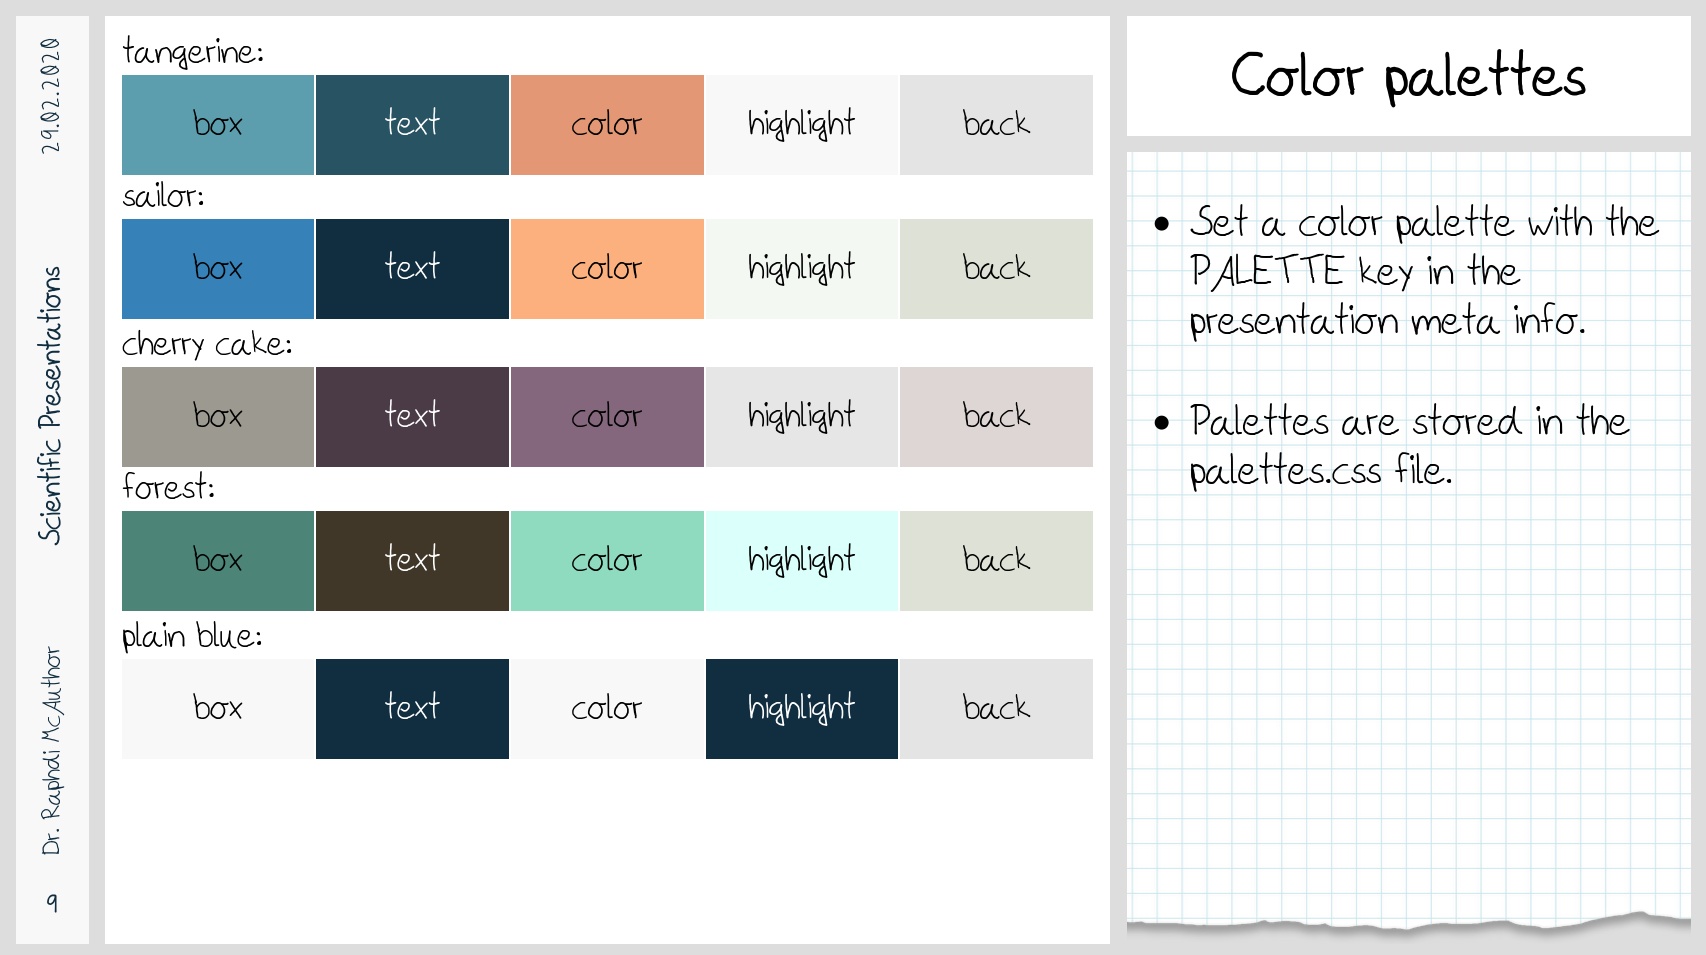 29.02.2020
Scientific Presentations
Dr. Raphdi McAuthor
9
tangerine:
box text color highlight back
sailor:
box text color highlight back
cherry cake:
box text color highlight back
forest:
box text color highlight back
plain blue:
box text color highlight back
Color palettes
• Set a color palette with the
PALETTE key in the
presentation meta info.
• Palettes are stored in the
palettes.css file.